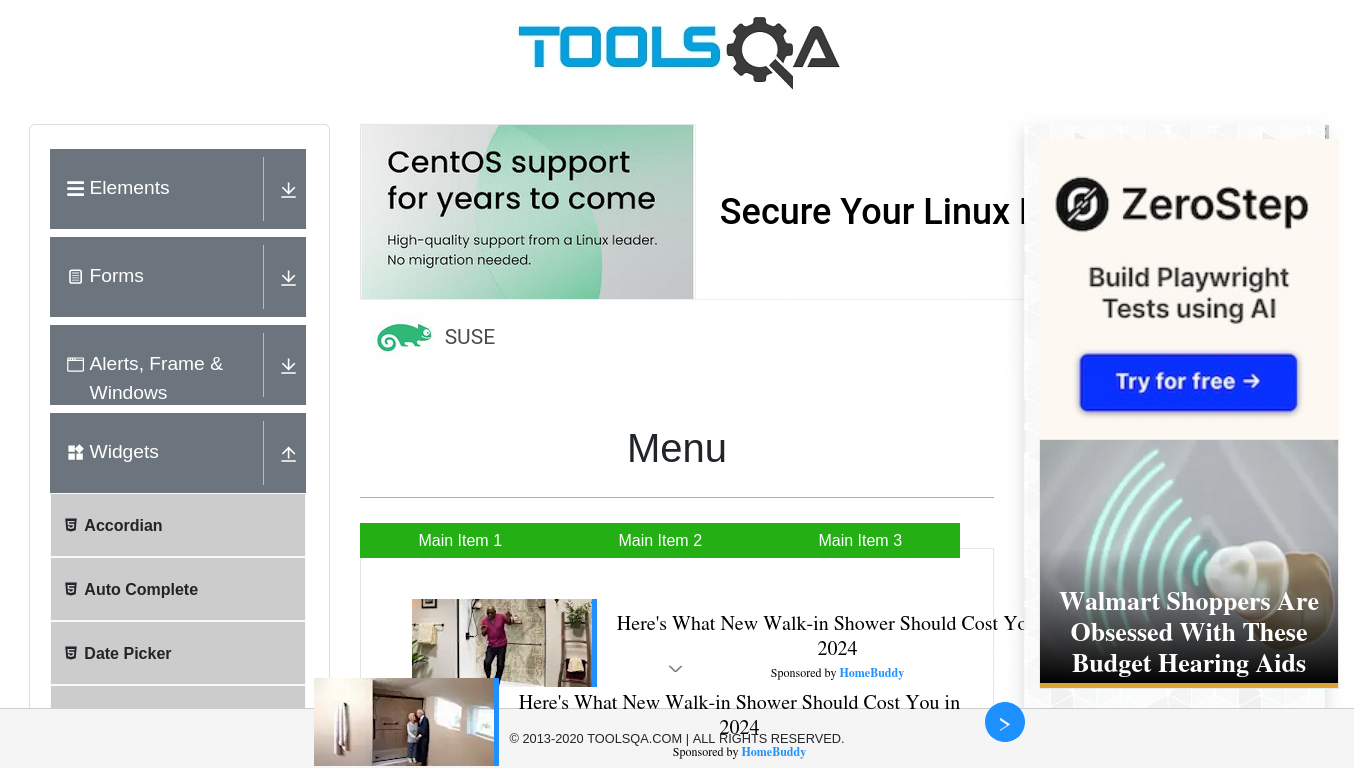 TOOLSQA
Elements
Forms
Alerts, Frame &
Windows
Widgets
Accordian
Auto Complete
Date Picker
CentOS support
for years to come
High-quality support from a Linux leader.
No migration needed.
Secure Your Linux
SUSE
Menu
Main Item 1
Main Item 2
Main Item 3
Here's What New Walk-in Shower Should Cost Yo
2024
Sponsored by HomeBuddy
Here's What New Walk-in Shower Should Cost You in
2024
© 2013-2020 TOOLSQA.COM | ALL RIGHTS RESERVED.
Sponsored by HomeBuddy
ZeroStep
Build Playwright
Tests using AI
Try for free →
Walmart Shoppers Are
Obsessed With These
Budget Hearing Aids